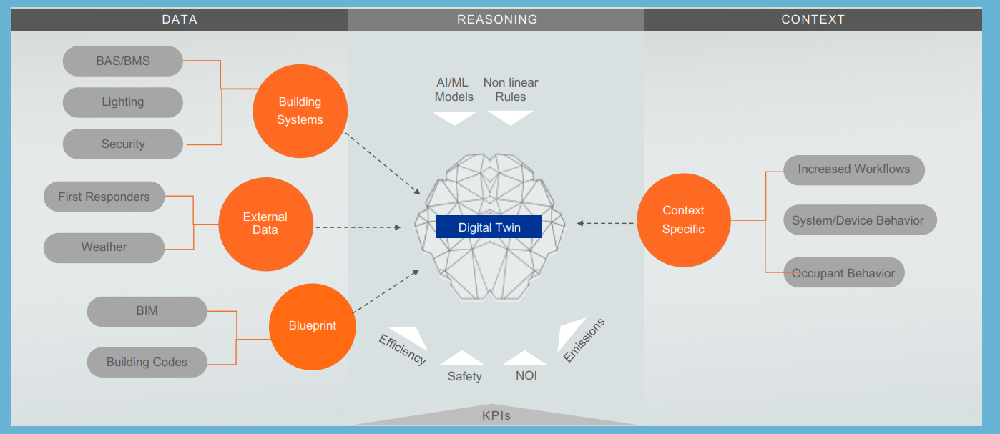 DATA
REASONING
CONTEXT
BAS/BMS
Lighting
Security
Building
Systems
First Responders
Weather
External
Data
BIM
Building Codes
Blueprint
AI/ML
Models
Non linear
Rules
Digital Twin
Efficiency
Safety
NOI
Emissions
KPIs
Context
Specific
Increased Workflows
System/Device Behavior
Occupant Behavior